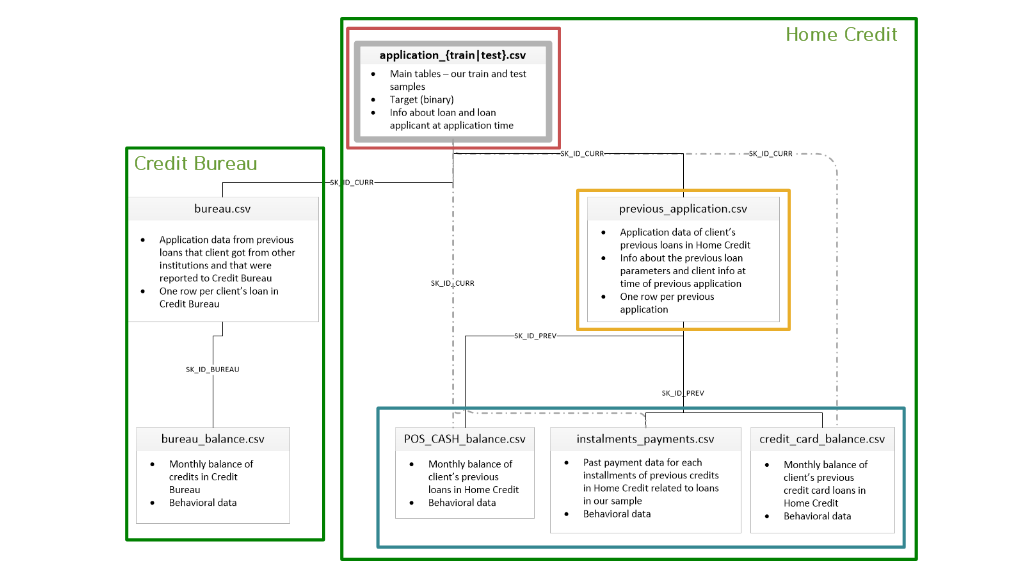 Home Credit
application_{train|test}.csv
Main tables – our train and test
samples
Target (binary)
Info about loan and loan
applicant at application time
SK_ID_CURR
SK_ID_CURR
Credit Bureau
SK_ID_CURR
bureau.csv
Application data from previous
loans that client got from other
institutions and that were
reported to Credit Bureau
One row per client's loan in
Credit Bureau
previous_application.csv
Application data of client's
previous loans in Home Credit
Info about the previous loan
parameters and client info at
time of previous application
One row per previous
application
SK_ID_CURR
SK_ID_PREV
SK_ID_BUREAU
SK_ID_PREV
bureau_balance.csv
Monthly balance of
credits in Credit
Bureau
Behavioral data
POS_CASH_balance.csv
Monthly balance of
client's previous
loans in Home Credit
Behavioral data
instalments_payments.csv
Past payment data for each
installments of previous credits
in Home Credit related to loans
in our sample
Behavioral data
credit_card_balance.csv
Monthly balance of
client's previous
credit card loans in
Home Credit
Behavioral data